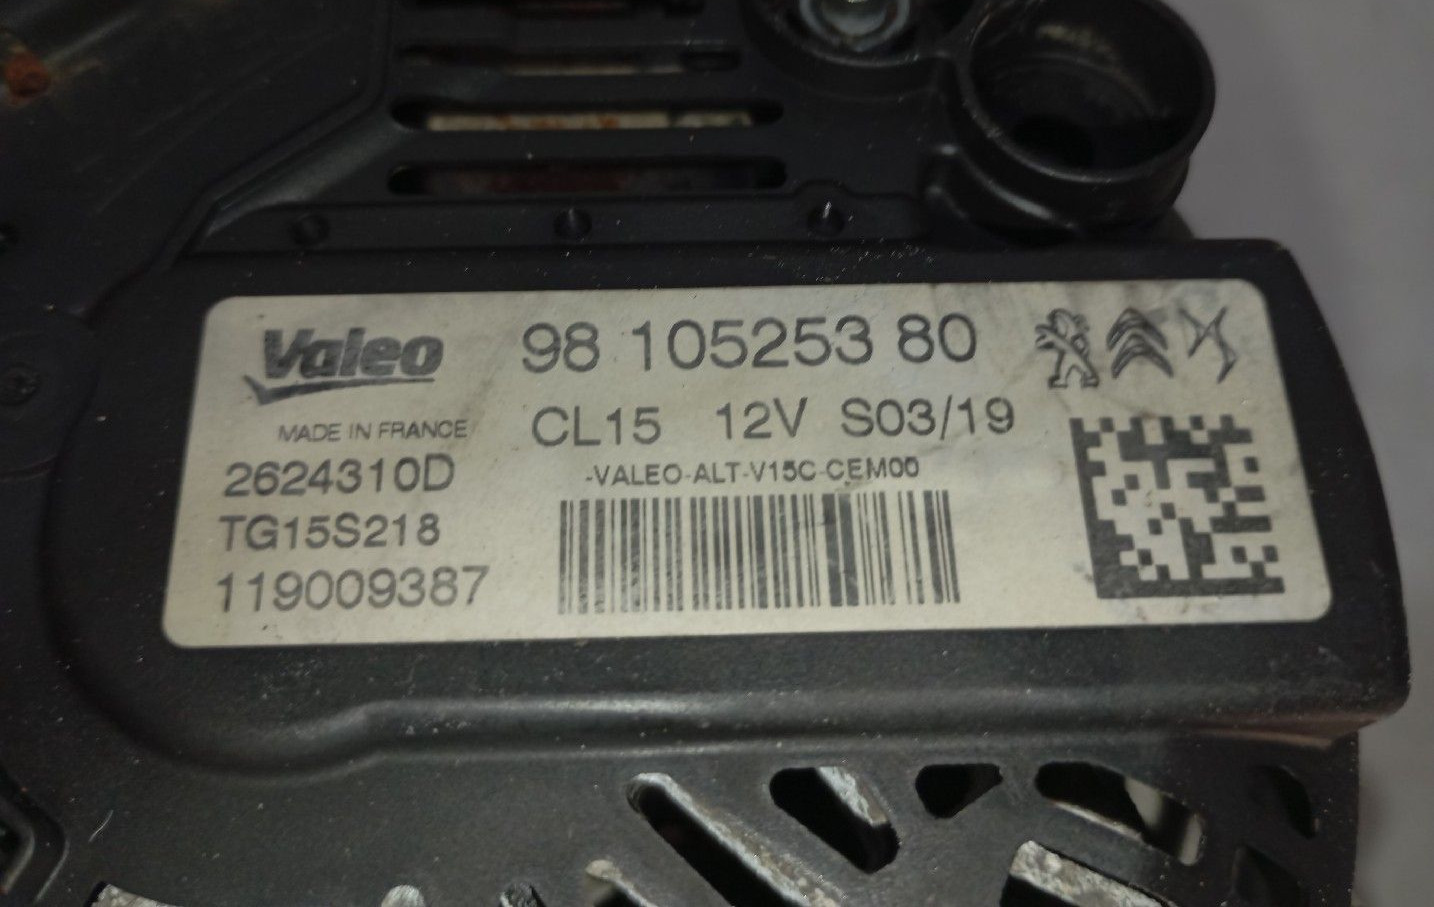 Valeo 98 105253 80
MADE IN FRANCE CL15 12V S03/19
2624310D -VALEO-ALT-V15C-CEM00
TG15S218
119009387